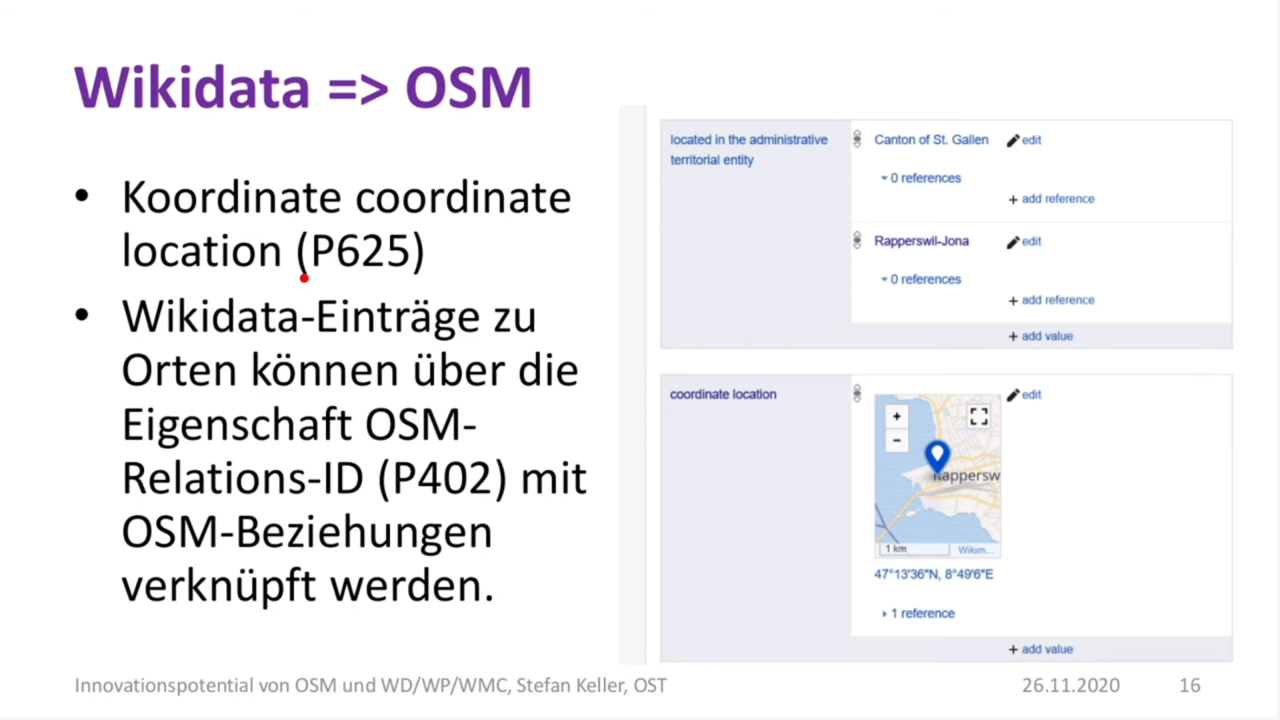 Wikidata => OSM
• Koordinate coordinate
location (P625)
• Wikidata-Einträge zu
Orten können über die
Eigenschaft OSM-
Relations-ID (P402) mit
OSM-Beziehungen
verknüpft werden.
located in the administrative
territorial entity
Canton of St. Gallen
edit
0 references
+ add reference
Rapperswil-Jona
edit
0 references
+ add reference
+ add value
coordinate location
edit
+
−
Rappersw
1 km
Wikim...
47°13'36"N, 8°49'6"E
1 reference
+ add value
Innovationspotential von OSM und WD/WP/WMC, Stefan Keller, OST
26.11.2020
16